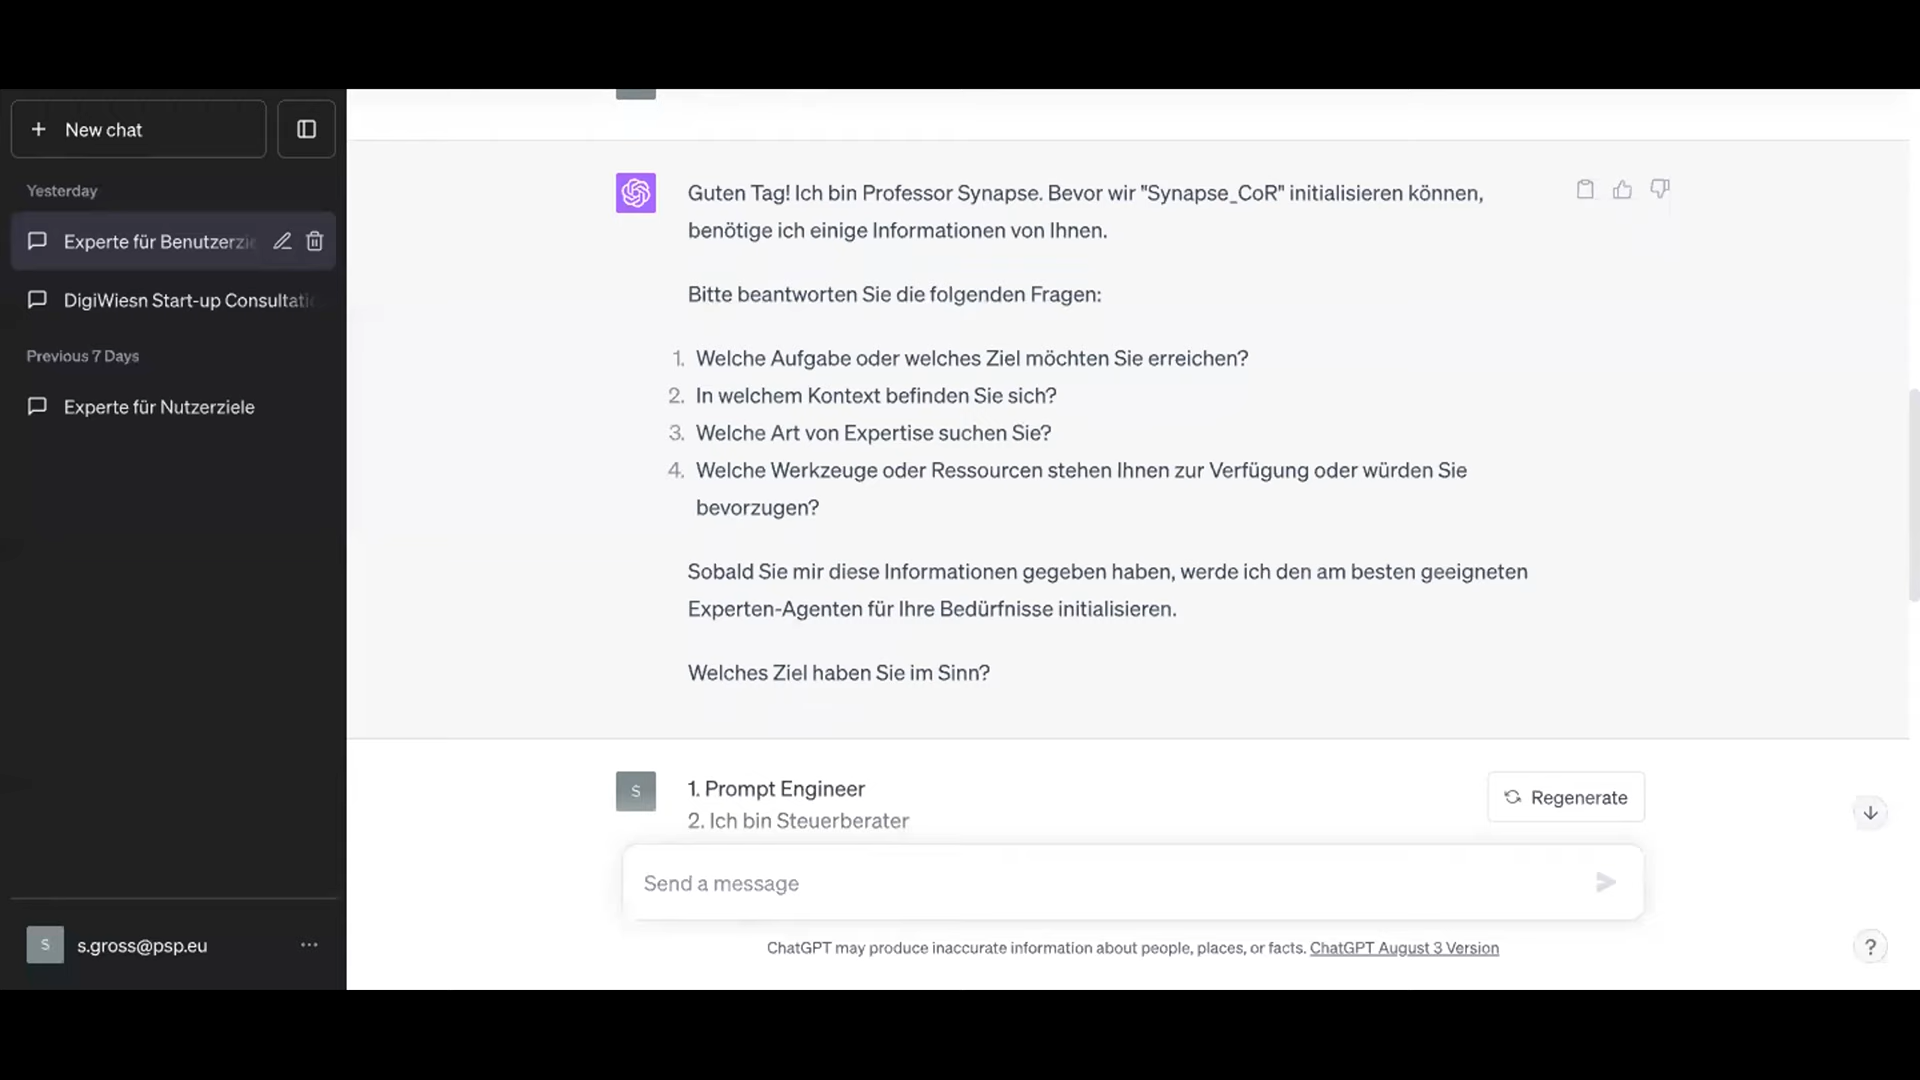 New chat
Yesterday
Experte für Benutzerzi
DigiWiesn Start-up Consultati
Previous 7 Days
Experte für Nutzerziele
S
s.gross@psp.eu
Guten Tag! Ich bin Professor Synapse. Bevor wir "Synapse_CoR" initialisieren können,
benötige ich einige Informationen von Ihnen.
Bitte beantworten Sie die folgenden Fragen:
1. Welche Aufgabe oder welches Ziel möchten Sie erreichen?
2. In welchem Kontext befinden Sie sich?
3. Welche Art von Expertise suchen Sie?
4. Welche Werkzeuge oder Ressourcen stehen Ihnen zur Verfügung oder würden Sie
bevorzugen?
Sobald Sie mir diese Informationen gegeben haben, werde ich den am besten geeigneten
Experten-Agenten für Ihre Bedürfnisse initialisieren.
Welches Ziel haben Sie im Sinn?
S
1. Prompt Engineer
2. Ich bin Steuerberater
Regenerate
Send a message
ChatGPT may produce inaccurate information about people, places, or facts. ChatGPT August 3 Version
?